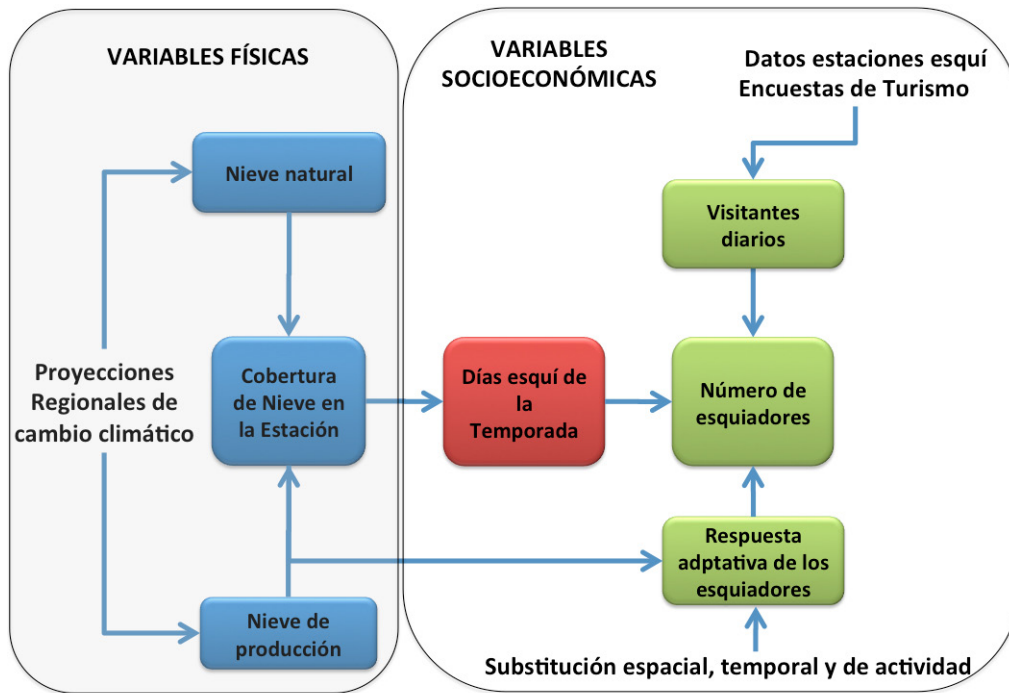 VARIABLES FÍSICAS
Nieve natural
Proyecciones
Regionales de
cambio climático
Cobertura
de Nieve en
la Estación
Nieve de
producción
VARIABLES
SOCIOECONÓMICAS
Datos estaciones esquí
Encuestas de Turismo
Visitantes
diarios
Días esquí de
la
Temporada
Número de
esquiadores
Respuesta
adptativa de los
esquiadores
Substitución espacial, temporal y de actividad